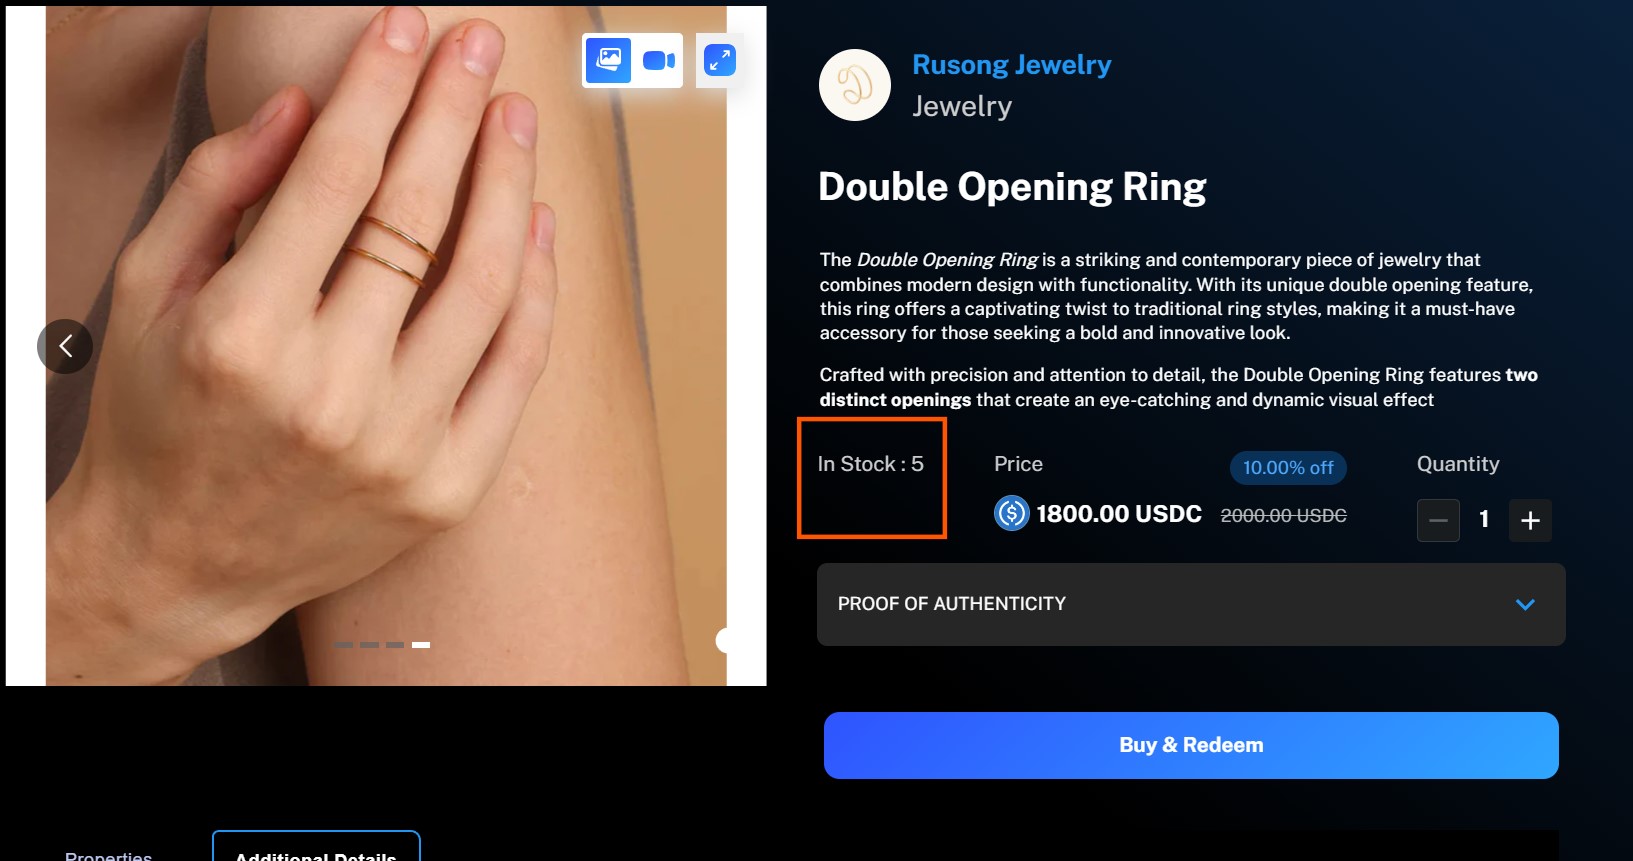 Rusong Jewelry
Jewelry
Double Opening Ring
The Double Opening Ring is a striking and contemporary piece of jewelry that
combines modern design with functionality. With its unique double opening feature,
this ring offers a captivating twist to traditional ring styles, making it a must-have
accessory for those seeking a bold and innovative look.
Crafted with precision and attention to detail, the Double Opening Ring features two
distinct openings that create an eye-catching and dynamic visual effect
In Stock : 5
Price
10.00% off
Quantity
1800.00 USDC
2000.00 USDC
1
PROOF OF AUTHENTICITY
Buy & Redeem
Properties
Additional Details